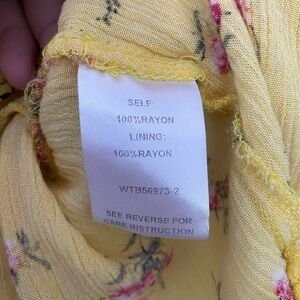 SELF:
100%RAYON
LINING:
100%RAYON
WTB56973-2
SEE REVERSE FOR
CARE INSTRUCTION